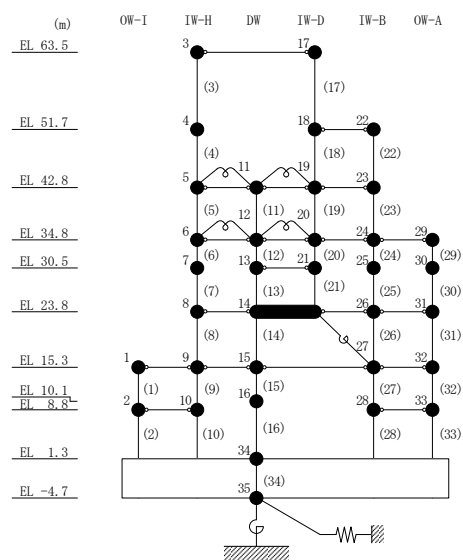 (m) OW-I IW-H DW IW-D IW-B OW-A
EL 63.5 3 17
(3) (17)
EL 51.7 4 18 22
(4) (18) (22)
EL 42.8 5 11 19 23
(5) (11) (19) (23)
EL 34.8 6 12 20 24 29
(6) (12) (20) (24) (29)
EL 30.5 7 13 21 25 30
(7) (13) (21) (25) (30)
EL 23.8 8 14 26 31
(8) (14) (26) (31)
27
EL 15.3 1 9 15 32
(1) (9) (15) (27) (32)
EL 10.1 16
EL 8.8 2 10 28 33
(2) (10) (16) (28) (33)
EL 1.3 34
(34)
EL -4.7 35